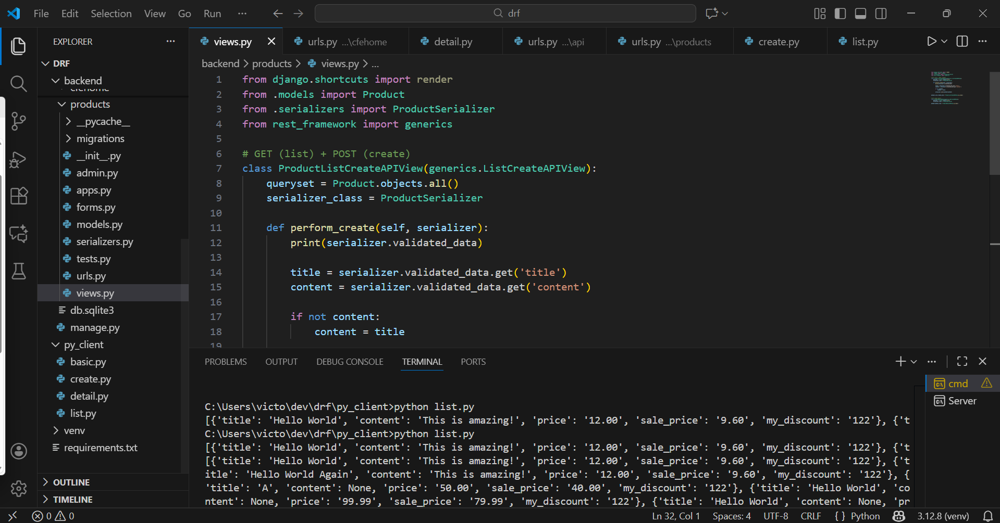 File Edit Selection View Go Run ... drf
EXPLORER ...
DRF
backend
products
__pycache__
migrations
__init__.py
admin.py
apps.py
forms.py
models.py
serializers.py
tests.py
urls.py
views.py
db.sqlite3
manage.py
py_client
basic.py
create.py
detail.py
list.py
venv
requirements.txt
OUTLINE
TIMELINE
views.py urls.py ...\cfehome detail.py urls.py ...\api urls.py ...\products create.py list.py
backend > products > views.py > ...
1 from django.shortcuts import render
2 from .models import Product
3 from .serializers import ProductSerializer
4 from rest_framework import generics
5
6 # GET (list) + POST (create)
7 class ProductListCreateAPIView(generics.ListCreateAPIView):
8 queryset = Product.objects.all()
9 serializer_class = ProductSerializer
10
11 def perform_create(self, serializer):
12 print(serializer.validated_data)
13
14 title = serializer.validated_data.get('title')
15 content = serializer.validated_data.get('content')
16
17 if not content:
18 content = title
19
PROBLEMS OUTPUT DEBUG CONSOLE TERMINAL PORTS
C:\Users\victo\dev\drf\py_client>python list.py
[{'title': 'Hello World', 'content': 'This is amazing!', 'price': '12.00', 'sale_price': '9.60', 'my_discount': '122'}, {'t
C:\Users\victo\dev\drf\py_client>python list.py
[{'title': 'Hello World', 'content': 'This is amazing!', 'price': '12.00', 'sale_price': '9.60', 'my_discount': '122'}, {'t
[{'title': 'Hello World', 'content': 'This is amazing!', 'price': '12.00', 'sale_price': '9.60', 'my_discount': '122'}, {'t
itle': 'Hello World Again', 'content': 'This is amazing!', 'price': '12.00', 'sale_price': '9.60', 'my_discount': '122'}, {
'title': 'A', 'content': None, 'price': '50.00', 'sale_price': '40.00', 'my_discount': '122'}, {'title': 'Hello World', 'co
ntent': None, 'price': '99.99', 'sale_price': '79.99', 'my_discount': '122'}, {'title': 'Hello World', 'content': None, 'pr
cmd
Server
0 0 Ln 32, Col 1 Spaces: 4 UTF-8 CRLF { } Python 3.12.8 (venv)